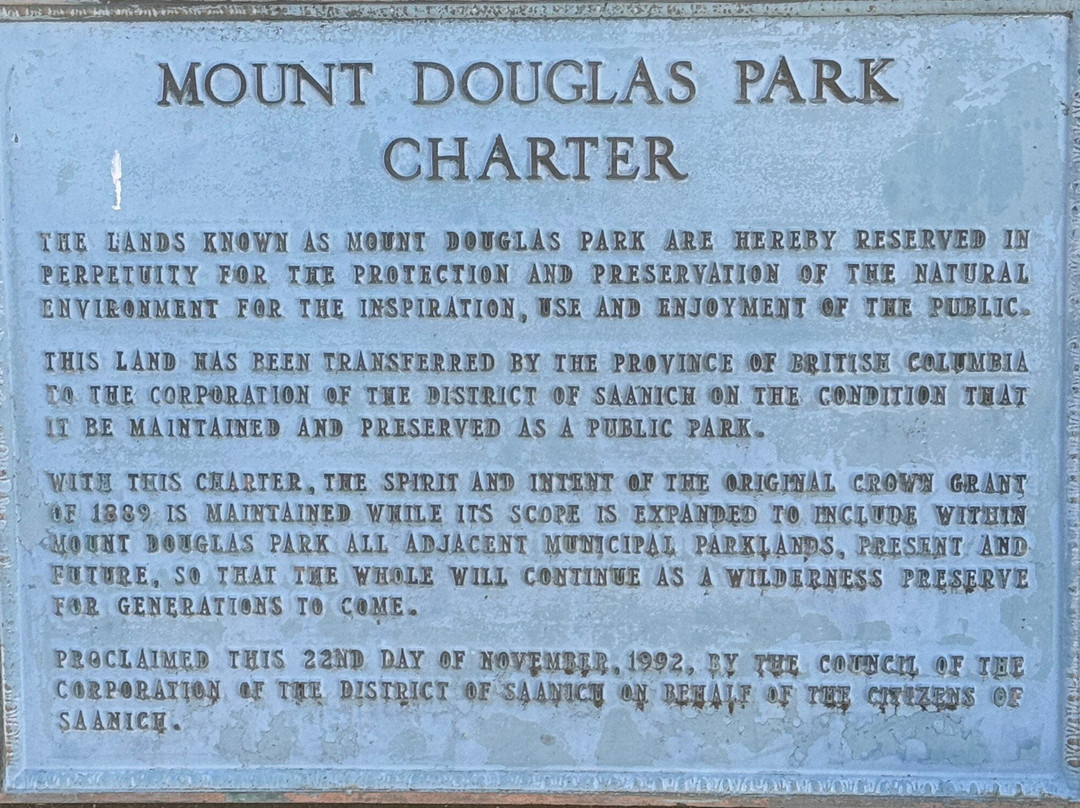 MOUNT DOUGLAS PARK
CHARTER
THE LANDS KNOWN AS MOUNT DOUGLAS PARK ARE HEREBY RESERVED IN
PERPETUITY FOR THE PROTECTION AND PRESERVATION OF THE NATURAL
ENVIRONMENT FOR THE INSPIRATION, USE AND ENJOYMENT OF THE PUBLIC.
THIS LAND HAS BEEN TRANSFERRED BY THE PROVINCE OF BRITISH COLUMBIA
TO THE CORPORATION OF THE DISTRICT OF SAANICH ON THE CONDITION THAT
IT BE MAINTAINED AND PRESERVED AS A PUBLIC PARK.
WITH THIS CHARTER, THE SPIRIT AND INTENT OF THE ORIGINAL CROWN GRANT
OF 1889 IS MAINTAINED WHILE ITS SCOPE IS EXPANDED TO INCLUDE WITHIN
MOUNT DOUGLAS PARK ALL ADJACENT MUNICIPAL PARKLANDS, PRESENT AND
FUTURE, SO THAT THE WHOLE WILL CONTINUE AS A WILDERNESS PRESERVE
FOR GENERATIONS TO COME.
PROCLAIMED THIS 22ND DAY OF NOVEMBER, 1992, BY THE COUNCIL OF THE
CORPORATION OF THE DISTRICT OF SAANICH ON BEHALF OF THE CITIZENS OF
SAANICH.